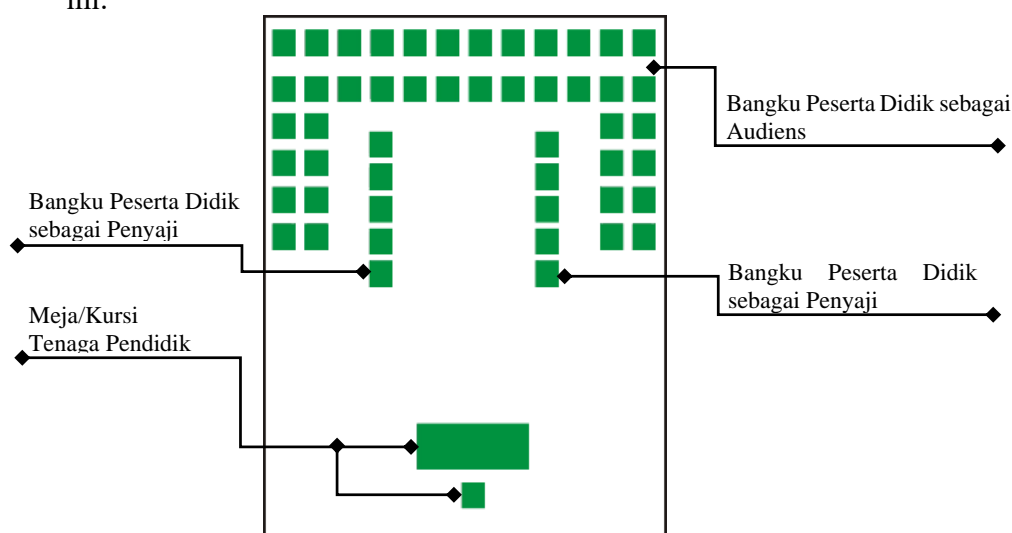 ini.
Bangku Peserta Didik sebagai
Audiens
Bangku Peserta Didik
sebagai Penyaji
Bangku Peserta Didik
sebagai Penyaji
Meja/Kursi
Tenaga Pendidik